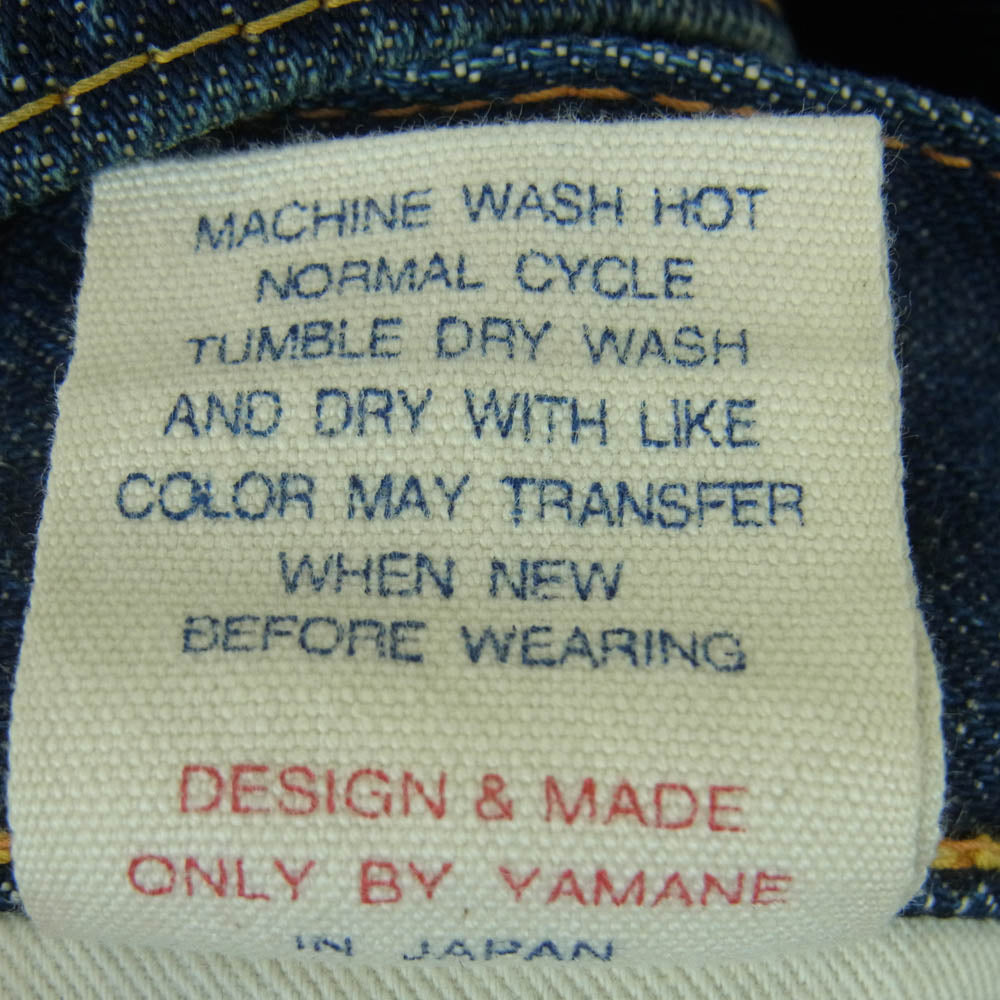 MACHINE WASH HOT
NORMAL CYCLE
TUMBLE DRY WASH
AND DRY WITH LIKE
COLOR MAY TRANSFER
WHEN NEW
BEFORE WEARING
DESIGN & MADE
ONLY BY YAMANE
IN JAPAN